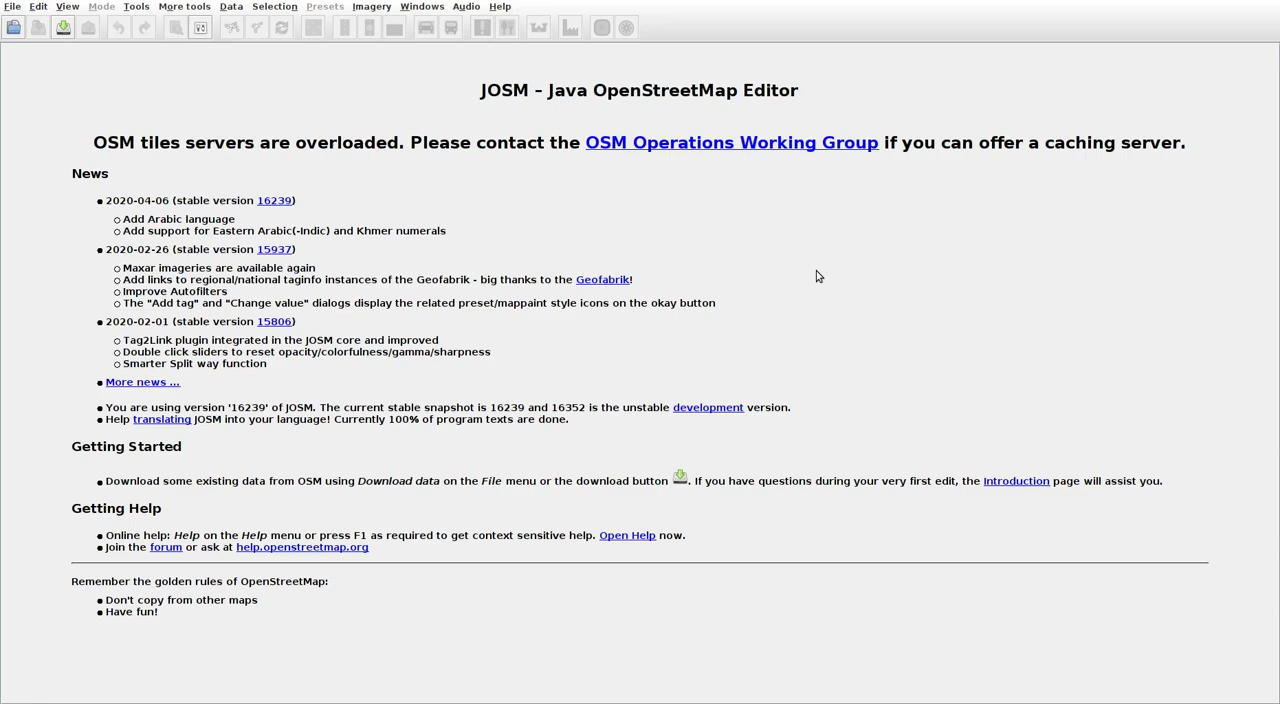 File Edit View Mode Tools More tools Data Selection Presets Imagery Windows Audio Help
JOSM – Java OpenStreetMap Editor
OSM tiles servers are overloaded. Please contact the OSM Operations Working Group if you can offer a caching server.
News
2020-04-06 (stable version 16239)
Add Arabic language
Add support for Eastern Arabic(-Indic) and Khmer numerals
2020-02-26 (stable version 15937)
Maxar imageries are available again
Add links to regional/national taginfo instances of the Geofabrik - big thanks to the Geofabrik!
Improve Autofilters
The "Add tag" and "Change value" dialogs display the related preset/mappaint style icons on the okay button
2020-02-01 (stable version 15806)
Tag2Link plugin integrated in the JOSM core and improved
Double click sliders to reset opacity/colorfulness/gamma/sharpness
Smarter Split way function
More news ...
You are using version '16239' of JOSM. The current stable snapshot is 16239 and 16352 is the unstable development version.
Help translating JOSM into your language! Currently 100% of program texts are done.
Getting Started
Download some existing data from OSM using Download data on the File menu or the download button . If you have questions during your very first edit, the Introduction page will assist you.
Getting Help
Online help: Help on the Help menu or press F1 as required to get context sensitive help. Open Help now.
Join the forum or ask at help.openstreetmap.org
Remember the golden rules of OpenStreetMap:
Don't copy from other maps
Have fun!